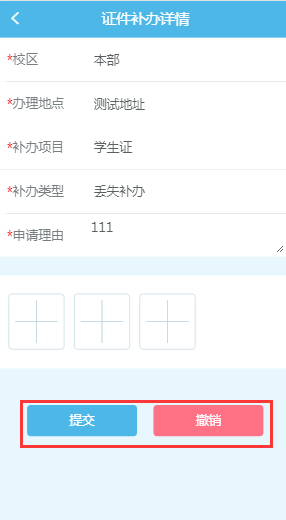 证件补办详情
*校区 本部
*办理地点 测试地址
*补办项目 学生证
*补办类型 丢失补办
*申请理由 111
提交 撤销